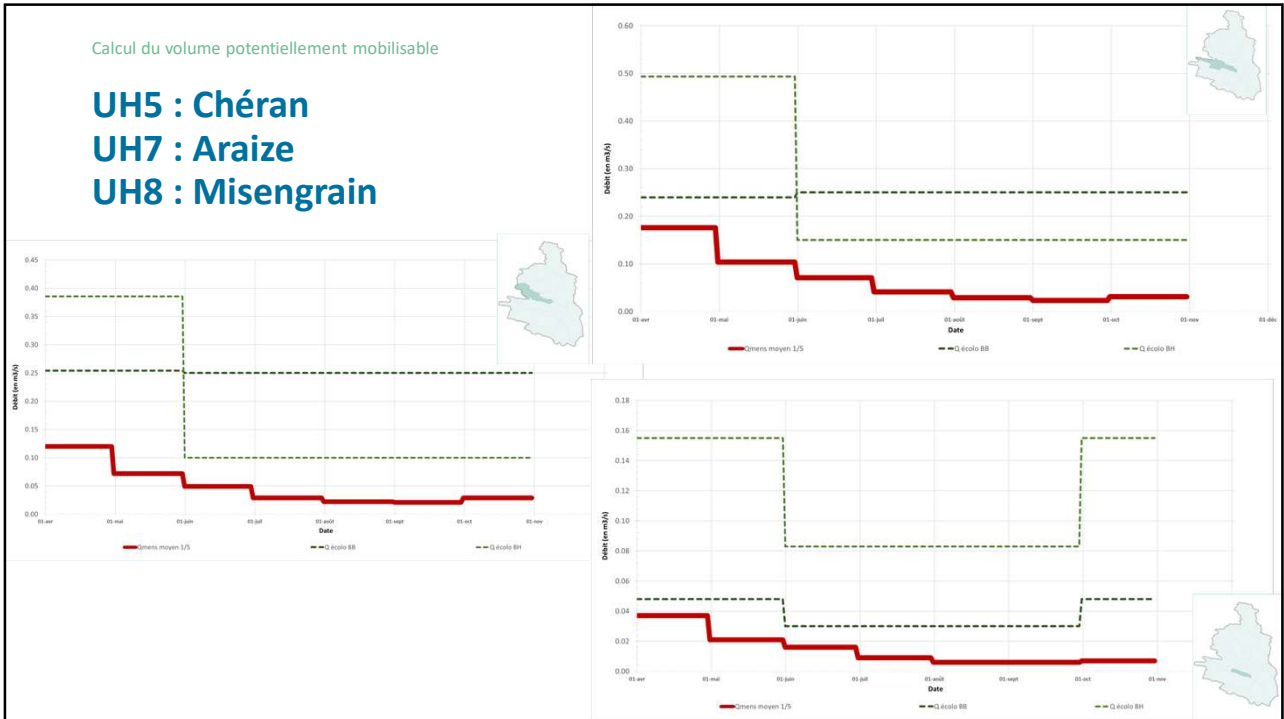 Calcul du volume potentiellement mobilisable
UH5 : Chéran
UH7 : Araize
UH8 : Misengrain
0.45
0.40
0.35
0.30
0.25
0.20
0.15
0.10
0.05
0.00
Débit (en m3/s)
01-avr 01-mai 01-juin 01-juil 01-août 01-sept 01-oct 01-nov
Date
Qmens moyen 1/5 Q écolo BB Q écolo BH
0.60
0.50
0.40
0.30
0.20
0.10
0.00
Débit (en m3/s)
01-avr 01-mai 01-juin 01-juil 01-août 01-sept 01-oct 01-nov 01-déc
Date
Qmens moyen 1/5 Q écolo BB Q écolo BH
0.18
0.16
0.14
0.12
0.10
0.08
0.06
0.04
0.02
0.00
Débit (en m3/s)
01-avr 01-mai 01-juin 01-juil 01-août 01-sept 01-oct 01-nov
Date
Qmens moyen 1/5 Q écolo BB Q écolo BH